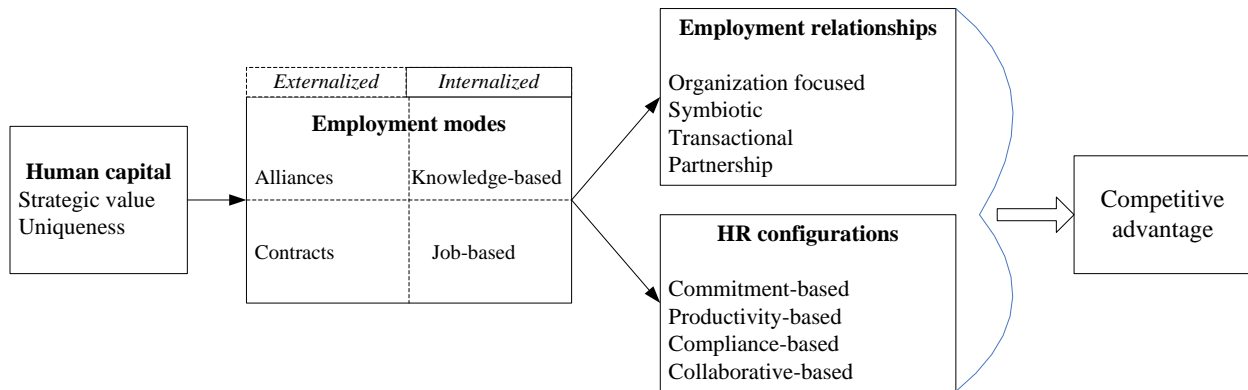 Human capital
Strategic value
Uniqueness
Externalized
Internalized
Employment modes
Alliances
Knowledge-based
Contracts
Job-based
Employment relationships
Organization focused
Symbiotic
Transactional
Partnership
HR configurations
Commitment-based
Productivity-based
Compliance-based
Collaborative-based
Competitive
advantage